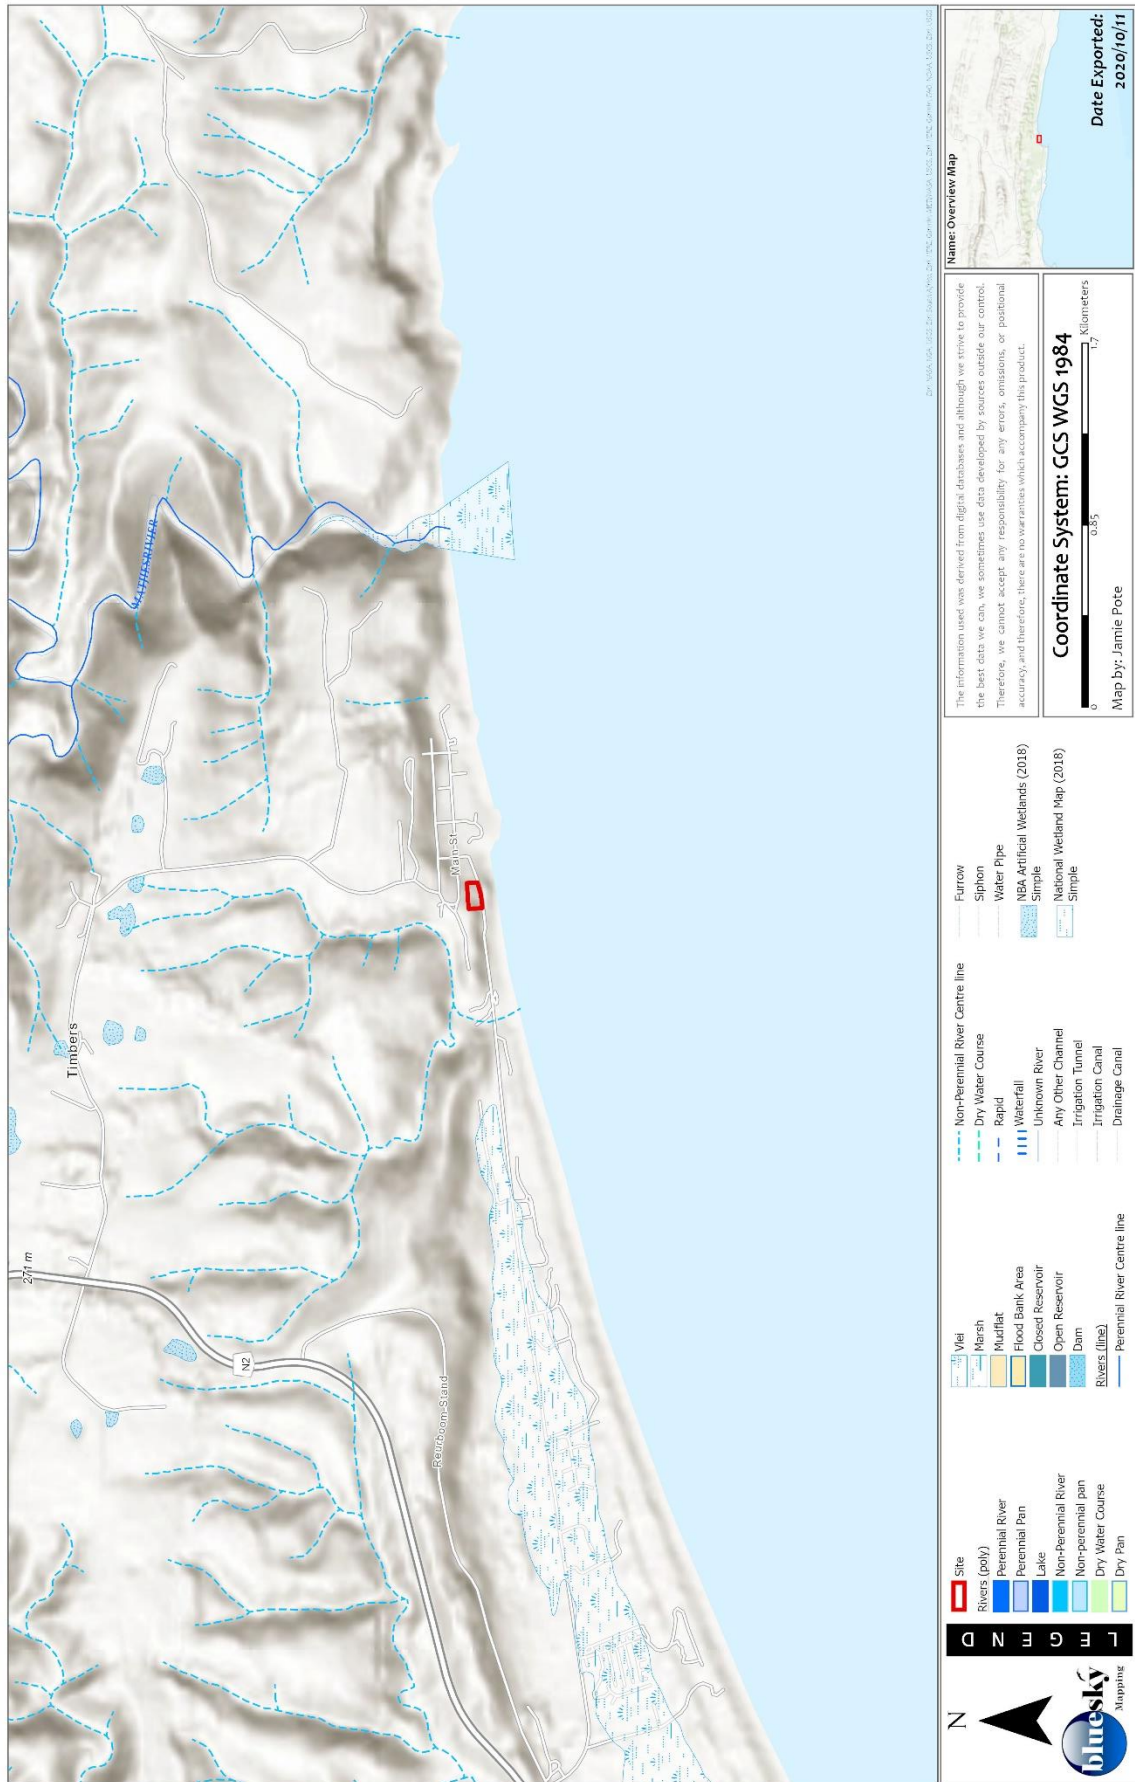 271 m
Timbers
N2
Reurboom-Stand
Main-St
N
bluesky
Mapping
LEGEND
Site
Rivers (poly)
Perennial River
Perennial Pan
Lake
Non-Perennial River
Non-perennial pan
Dry Water Course
Dry Pan
Vlei
Marsh
Mudflat
Flood Bank Area
Closed Reservoir
Open Reservoir
Dam
Rivers (line)
Perennial River Centre line
Non-Perennial River Centre line
Dry Water Course
Rapid
Waterfall
Unknown River
Any Other Channel
Irrigation Tunnel
Irrigation Canal
Drainage Canal
Furrow
Siphon
Water Pipe
NBA Artificial Wetlands (2018)
Simple
National Wetland Map (2018)
Simple
The information used was derived from digital databases and although we strive to provide
the best data we can, we sometimes use data developed by sources outside our control.
Therefore, we cannot accept any responsibility for any errors, omissions, or positional
accuracy, and therefore, there are no warranties which accompany this product.
Coordinate System: GCS WGS 1984
Kilometers
0 0.85 1.7
Map by: Jamie Pote
Name: Overview Map
Date Exported:
2020/10/11